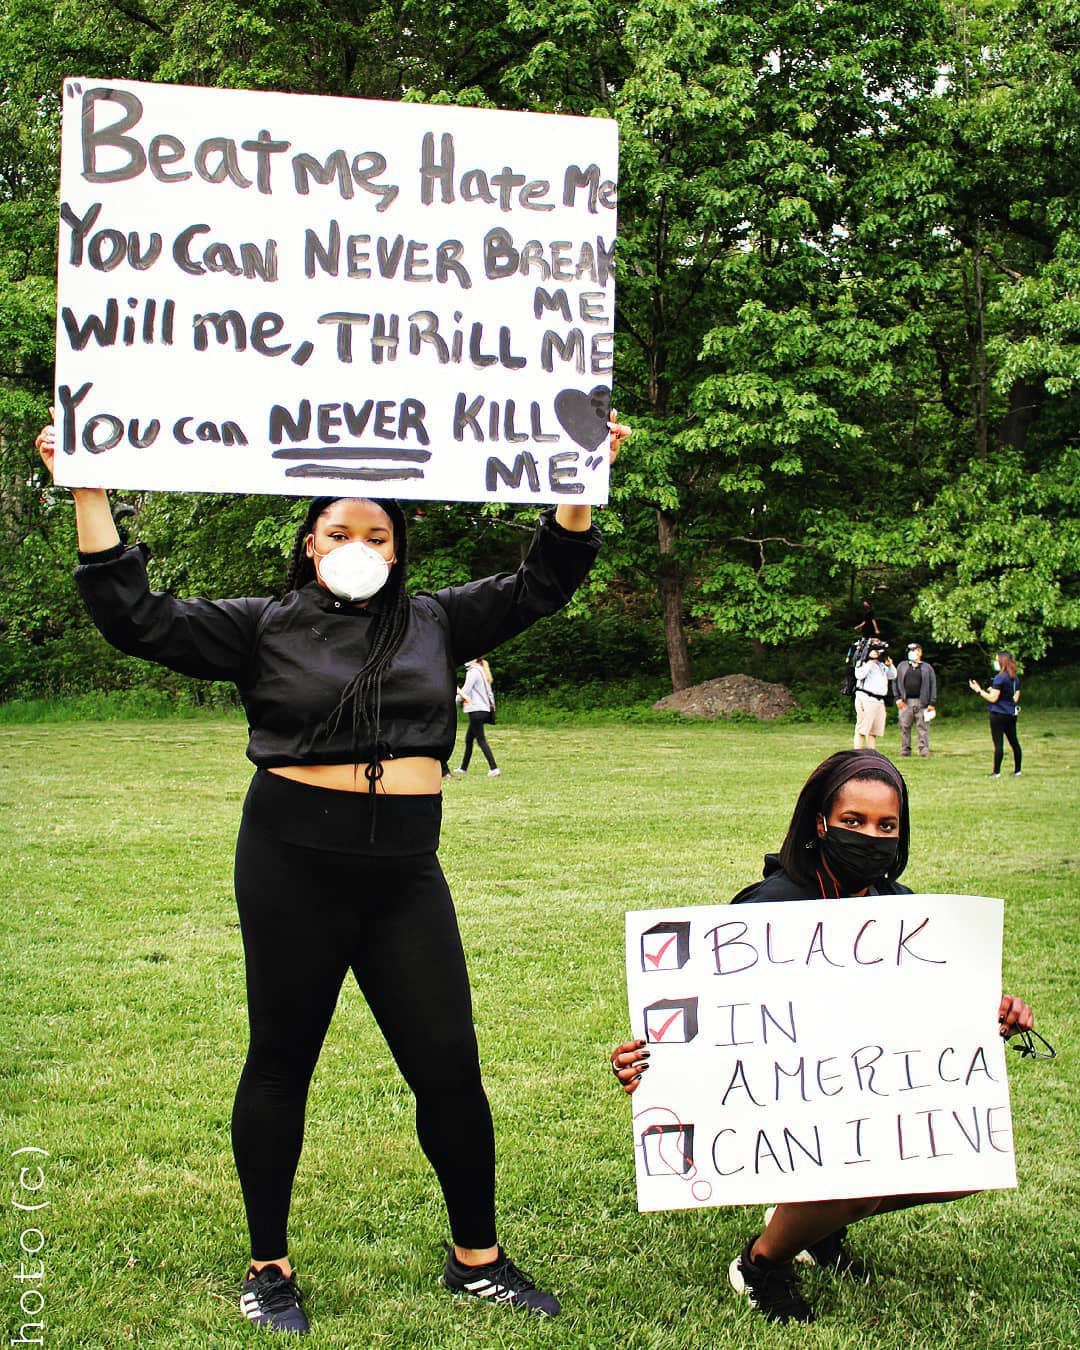 "Beat me, Hate Me
You Can NEVER BREAK
ME
Will me, THRiLL ME
You can NEVER KILL
ME"
BLACK
IN
AMERICA
CAN I LIVE
?
hoto (c)